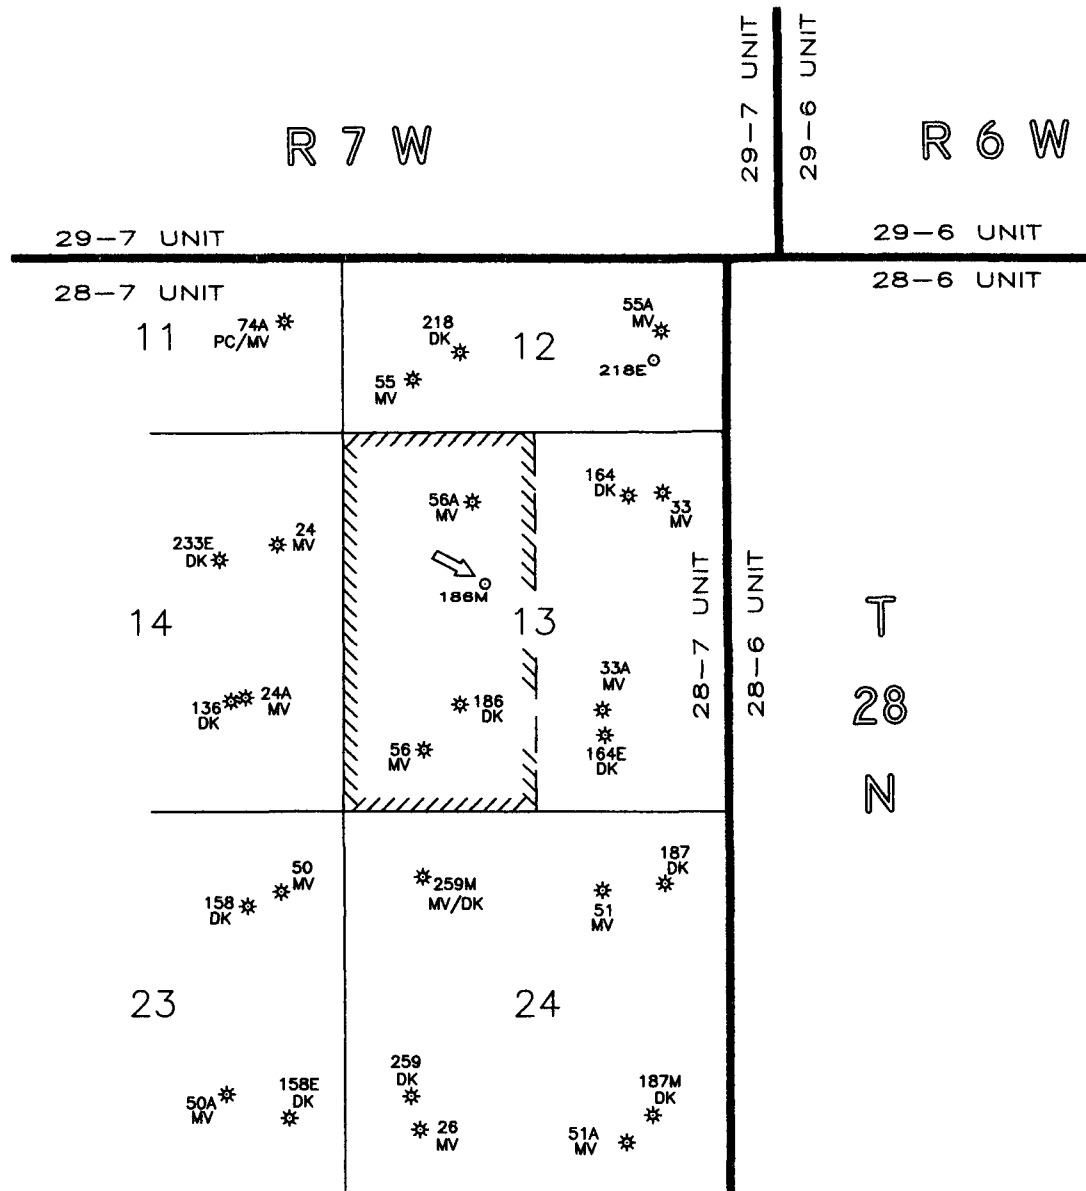 R 7 W
29-7 UNIT
29-6 UNIT
R 6 W
29-7 UNIT
29-6 UNIT
28-7 UNIT
28-6 UNIT
11
74A
PC/MV
218
DK
55
MV
12
55A
MV
218E
56A
MV
164
DK
33
MV
233E
DK
24
MV
186M
14
13
28-7 UNIT
28-6 UNIT
T
28
N
136
DK
24A
MV
186
DK
56
MV
33A
MV
164E
DK
50
MV
158
DK
259M
MV/DK
51
MV
187
DK
23
24
50A
MV
158E
DK
259
DK
26
MV
187M
DK
51A
MV